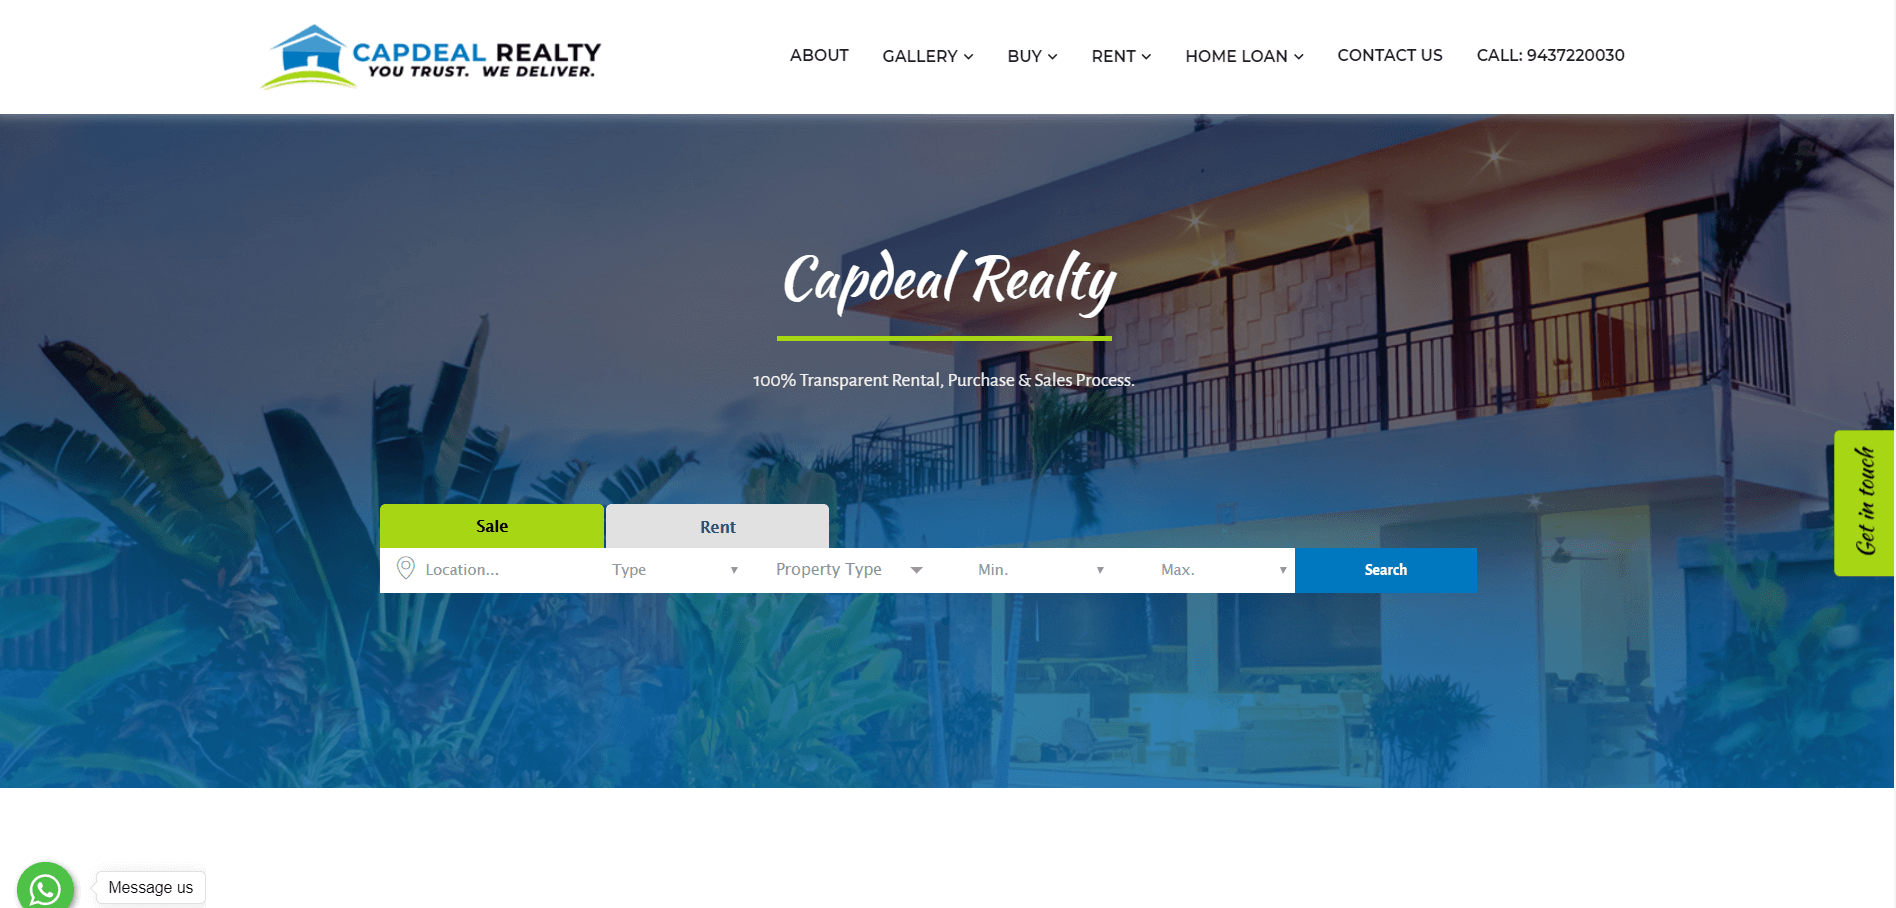 CAPDEAL REALTY
YOU TRUST. WE DELIVER.
ABOUT GALLERY BUY RENT HOME LOAN CONTACT US CALL: 9437220030
Capdeal Realty
100% Transparent Rental, Purchase & Sales Process.
Get in touch
Sale Rent
Location... Type Property Type Min. Max. Search
Message us